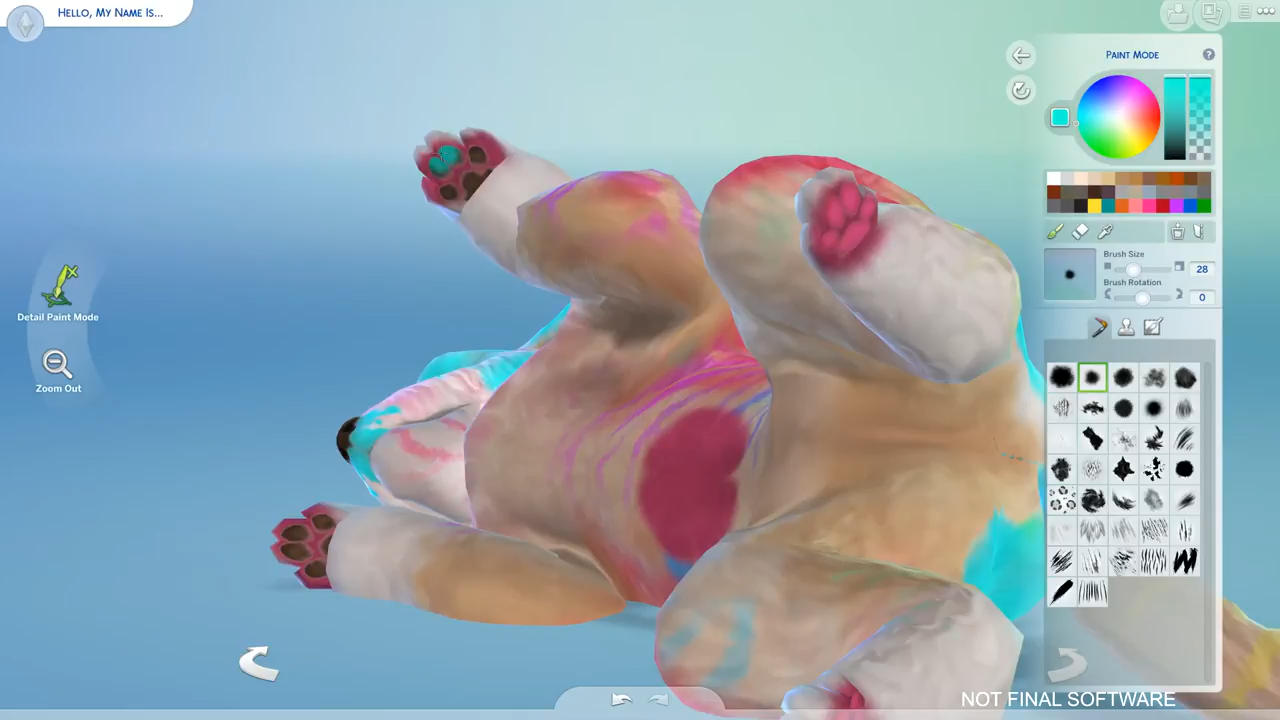 Hello, My Name Is...
Paint Mode
?
Brush Size
28
Brush Rotation
0
Detail Paint Mode
Zoom Out
NOT FINAL SOFTWARE